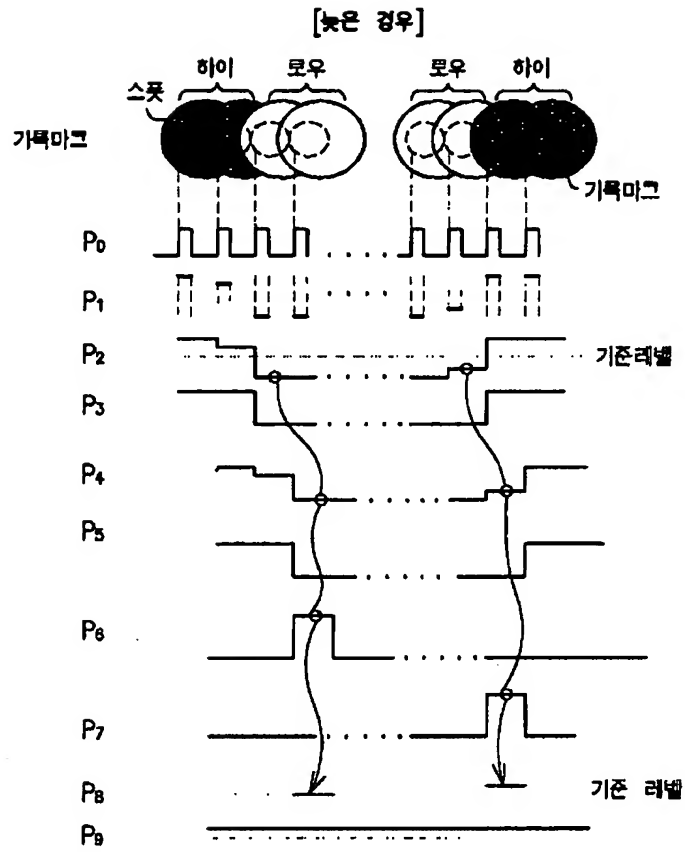 [늦은 경우]
하이 로우 로우 하이
스폿
기록마크
기록마크
P₀
P₁
P₂ 기준레벨
P₃
P₄
P₅
P₆
P₇
P₈ 기준 레벨
P₉